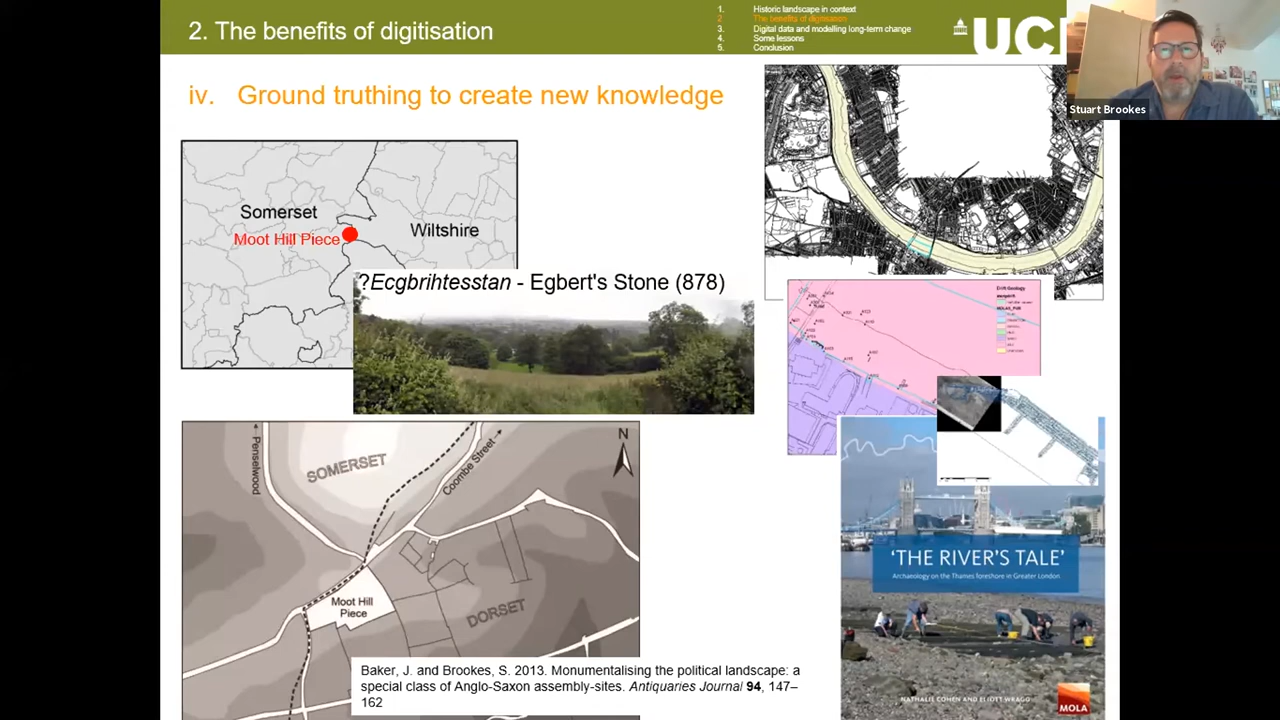 2. The benefits of digitisation
1. Historic landscape in context
2 The benefits of digitisation
3. Digital data and modelling long-term change
4. Some lessons
5. Conclusion
UCL
Stuart Brookes
iv. Ground truthing to create new knowledge
Somerset
Moot Hill Piece
Wiltshire
?Ecgbrihtesstan - Egbert's Stone (878)
Penselwood
SOMERSET
Coombe Street
N
Moot Hill
Piece
DORSET
Baker, J. and Brookes, S. 2013. Monumentalising the political landscape: a
special class of Anglo-Saxon assembly-sites. Antiquaries Journal 94, 147–
162
Drift Geology
'THE RIVER'S TALE'
Archaeology on the Thames foreshore in Greater London
NATHALIE COHEN AND ELIOTT WRAGG
MOLA